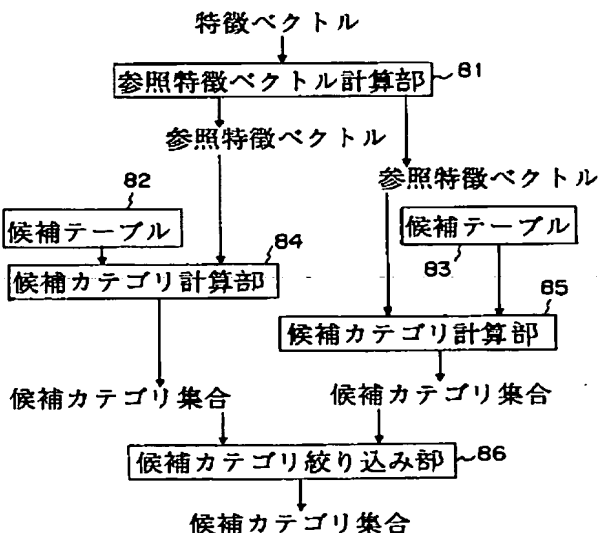 特徴ベクトル
参照特徴ベクトル計算部
81
参照特徴ベクトル
参照特徴ベクトル
82
候補テーブル
候補テーブル
83
84
候補カテゴリ計算部
85
候補カテゴリ計算部
候補カテゴリ集合
候補カテゴリ集合
候補カテゴリ絞り込み部
86
候補カテゴリ集合